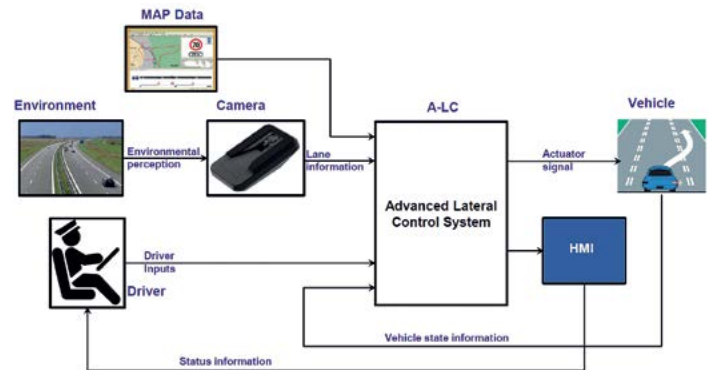 MAP Data
70
Environment
Camera
A-LC
Vehicle
Environmental
perception
Lane
information
Actuator
signal
Advanced Lateral
Control System
HMI
Driver
Inputs
Driver
Vehicle state information
Status information